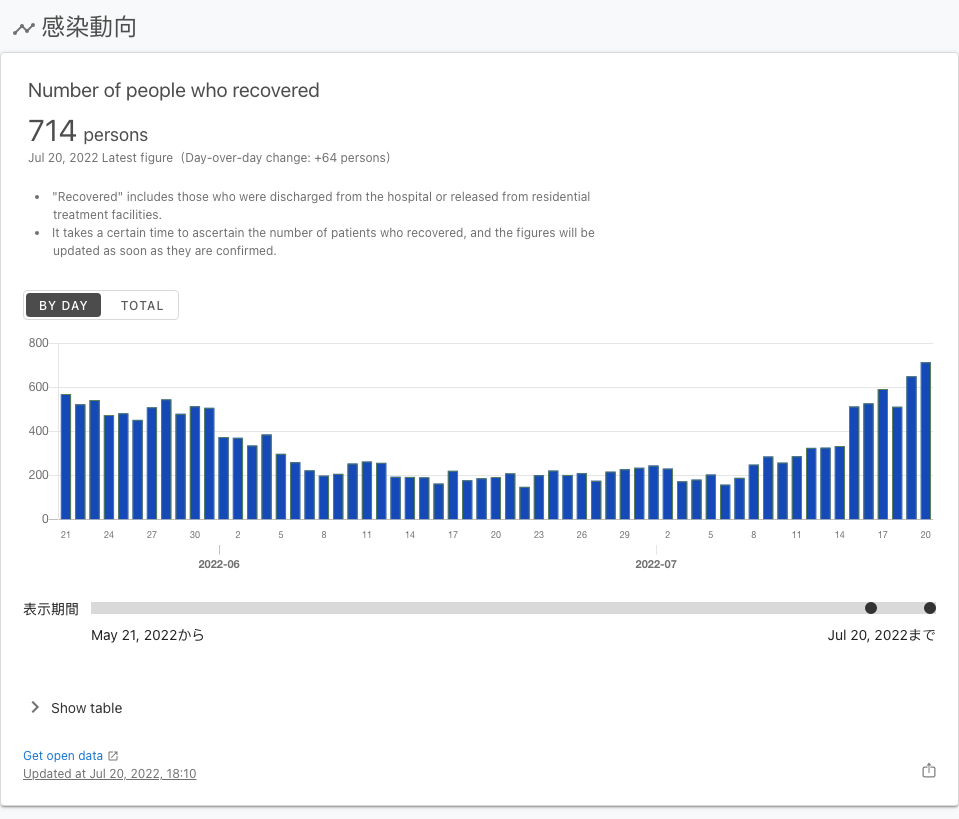 感染動向
Number of people who recovered
714 persons
Jul 20, 2022 Latest figure (Day-over-day change: +64 persons)
• "Recovered" includes those who were discharged from the hospital or released from residential
treatment facilities.
• It takes a certain time to ascertain the number of patients who recovered, and the figures will be
updated as soon as they are confirmed.
BY DAY TOTAL
800
600
400
200
0
21 24 27 30 2 5 8 11 14 17 20 23 26 29 2 5 8 11 14 17 20
2022-06 2022-07
表示期間
May 21, 2022から Jul 20, 2022まで
Show table
Get open data
Updated at Jul 20, 2022, 18:10